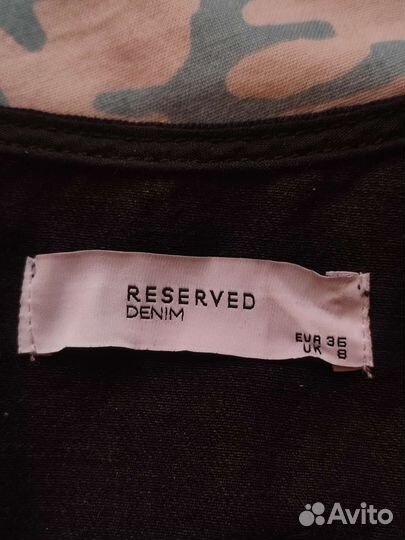 RESERVED
DENIM
EUR 36
UK 8
Avito